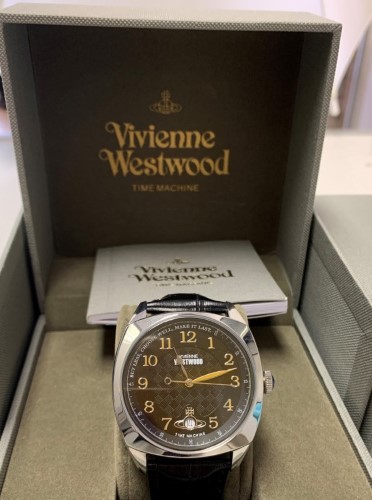 Vivienne
Westwood
TIME MACHINE
Vivienne
Westwood
BUY LESS, CHOOSE WELL, MAKE IT LAST
12
11 1
10 2
9 3
8 4
7 5
VIVIENNE
WESTWOOD
TIME MACHINE